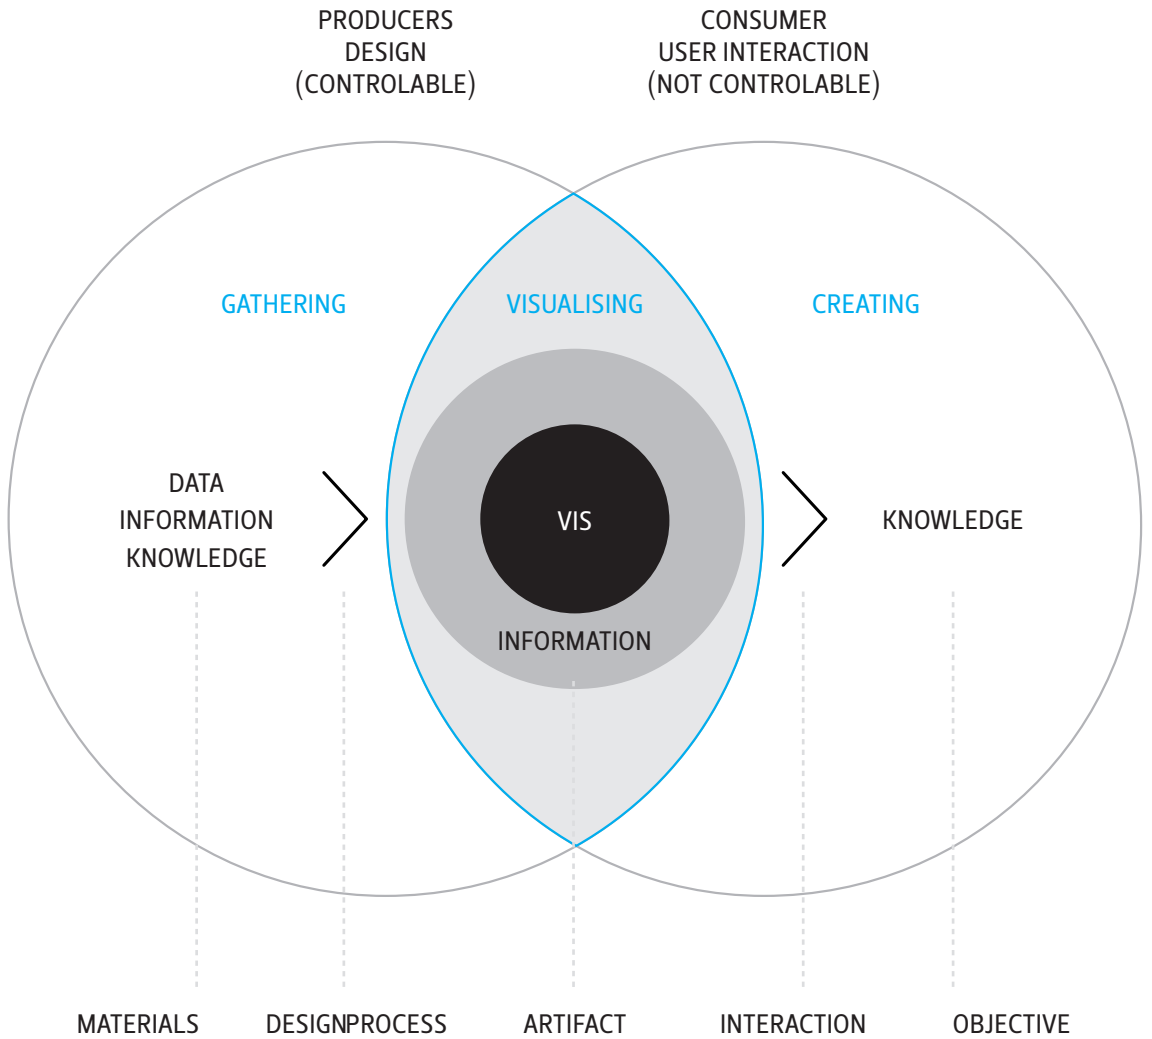 PRODUCERS
DESIGN
(CONTROLABLE)
CONSUMER
USER INTERACTION
(NOT CONTROLABLE)
GATHERING
VISUALISING
CREATING
DATA
INFORMATION
KNOWLEDGE
VIS
INFORMATION
KNOWLEDGE
MATERIALS
DESIGNPROCESS
ARTIFACT
INTERACTION
OBJECTIVE